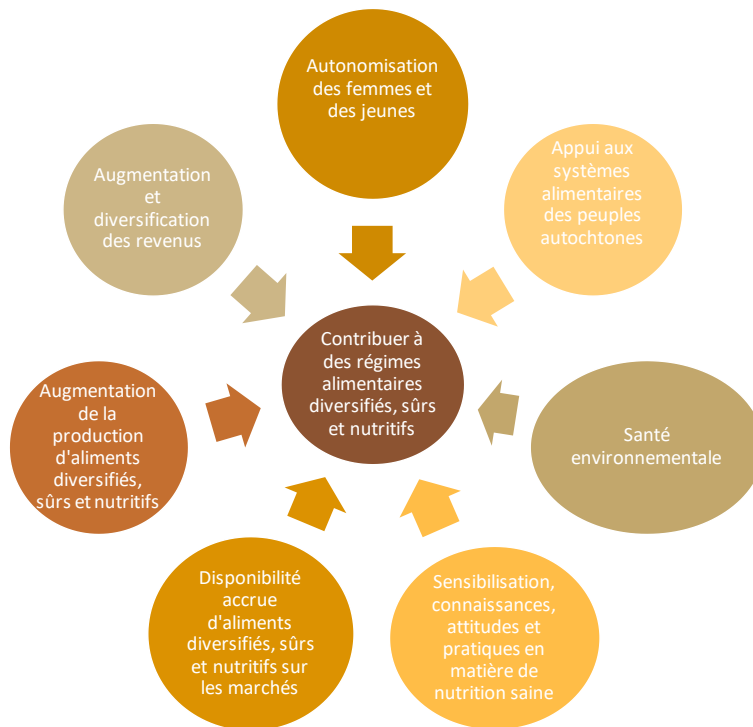 Autonomisation
des femmes et
des jeunes
Appui aux
systèmes
alimentaires
des peuples
autochtones
Santé
environnementale
Sensibilisation,
connaissances,
attitudes et
pratiques en
matière de
nutrition saine
Disponibilité
accrue
d'aliments
diversifiés, sûrs
et nutritifs sur
les marchés
Augmentation
de la
production
d'aliments
diversifiés,
sûrs et nutritifs
Augmentation
et
diversification
des revenus
Contribuer à
des régimes
alimentaires
diversifiés, sûrs
et nutritifs